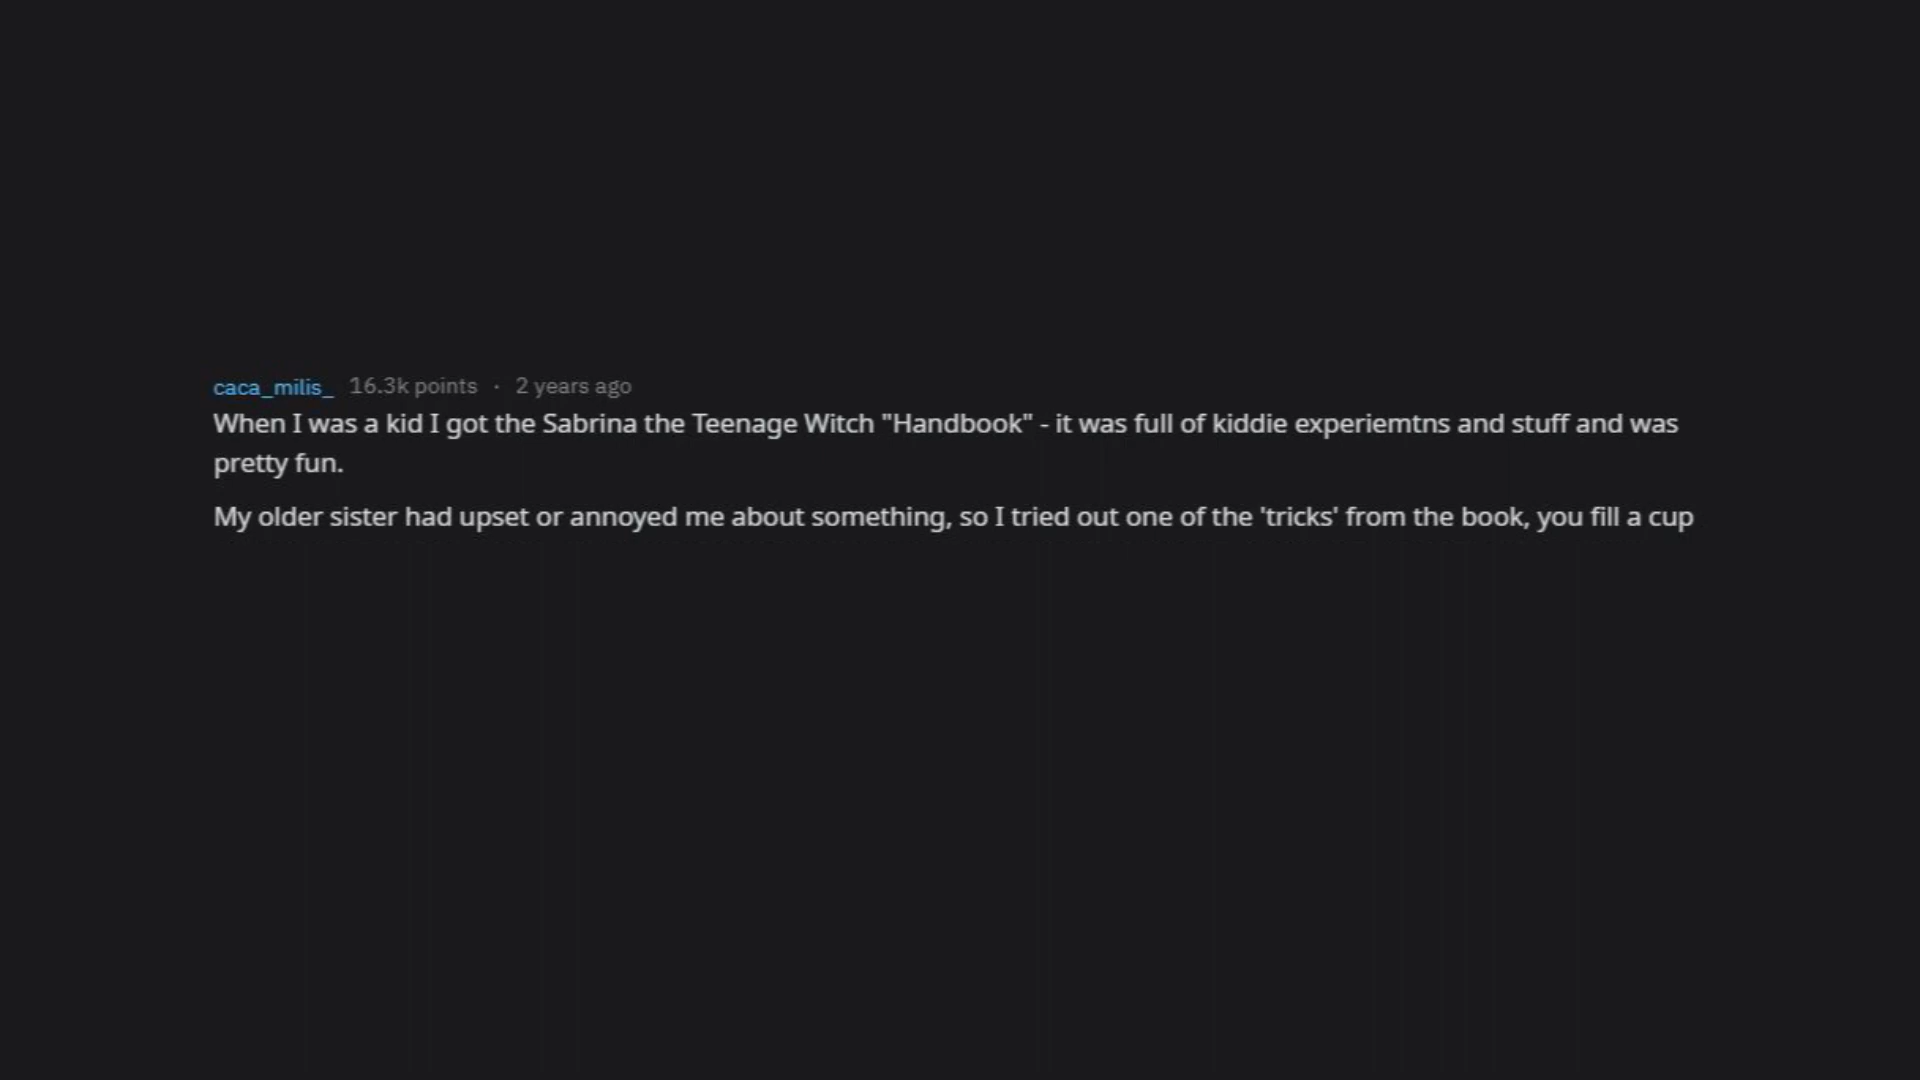 caca_milis_ 16.3k points · 2 years ago
When I was a kid I got the Sabrina the Teenage Witch "Handbook" - it was full of kiddie experiemtns and stuff and was
pretty fun.
My older sister had upset or annoyed me about something, so I tried out one of the 'tricks' from the book, you fill a cup